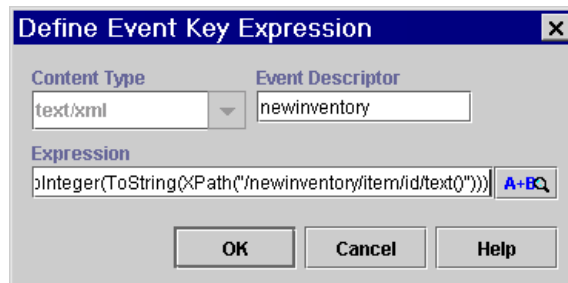 Define Event Key Expression
Content Type Event Descriptor
text/xml newinventory
Expression
Integer(ToString(XPath("/newinventory/item/id/text()"))) A+B
OK Cancel Help